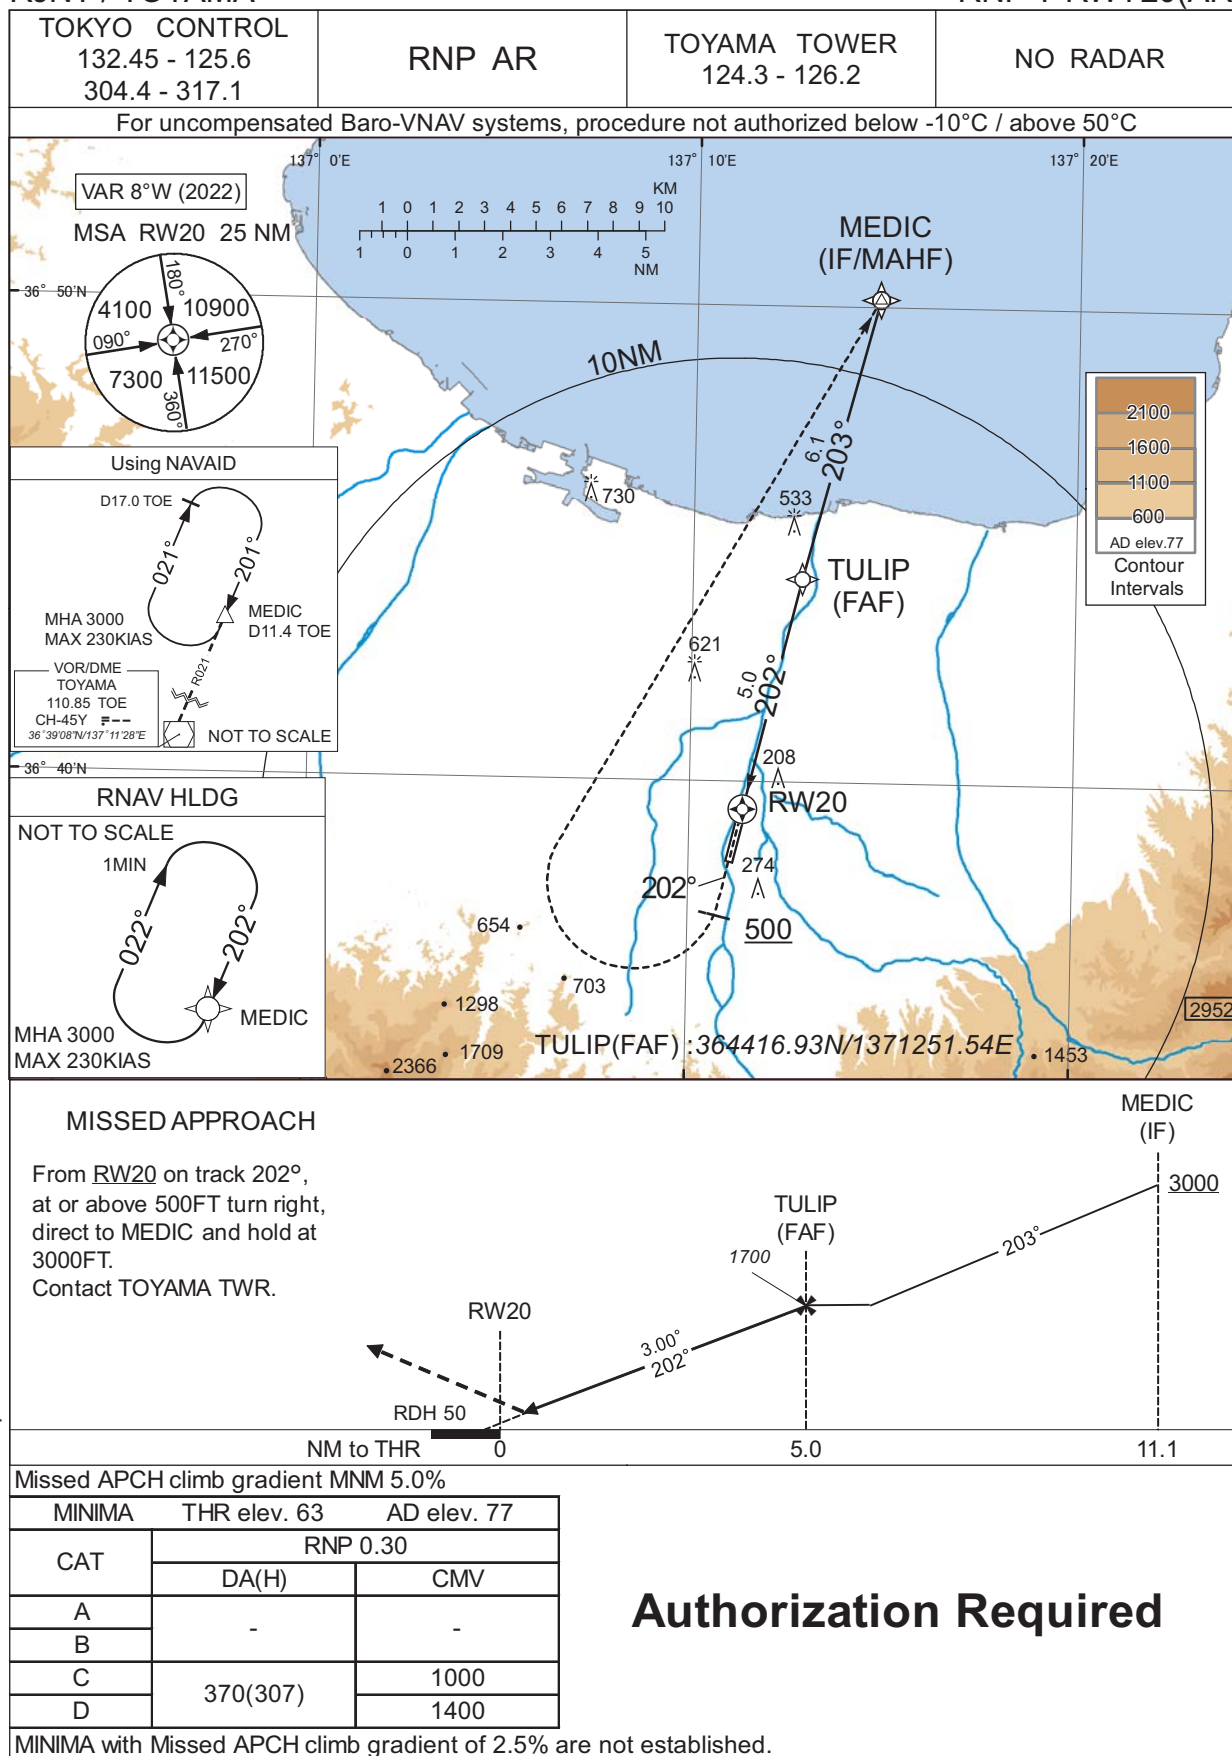 TOKYO CONTROL
132.45 - 125.6
304.4 - 317.1
RNP AR
TOYAMA TOWER
124.3 - 126.2
NO RADAR
For uncompensated Baro-VNAV systems, procedure not authorized below -10°C / above 50°C
137° 0'E
137° 10'E
137° 20'E
VAR 8°W (2022)
MSA RW20 25 NM
180°
4100
10900
090°
270°
7300
11500
360°
36° 50'N
KM
1 0 1 2 3 4 5 6 7 8 9 10
1 0 1 2 3 4 5
NM
MEDIC
(IF/MAHF)
10NM
6.1
203°
2100
1600
1100
600
AD elev.77
Contour
Intervals
730
533
TULIP
(FAF)
621
5.0
202°
208
RW20
274
202°
500
654
703
1298
1709
2366
1453
2952
TULIP(FAF) :364416.93N/1371251.54E
Using NAVAID
D17.0 TOE
021°
201°
MHA 3000
MAX 230KIAS
MEDIC
D11.4 TOE
R021
VOR/DME
TOYAMA
110.85 TOE
CH-45Y
36°39'08"N/137°11'28"E
NOT TO SCALE
36° 40'N
RNAV HLDG
NOT TO SCALE
1MIN
022°
202°
MEDIC
MHA 3000
MAX 230KIAS
MISSED APPROACH
From RW20 on track 202°,
at or above 500FT turn right,
direct to MEDIC and hold at
3000FT.
Contact TOYAMA TWR.
MEDIC
(IF)
3000
TULIP
(FAF)
1700
203°
RW20
3.00°
202°
RDH 50
NM to THR 0 5.0 11.1
Missed APCH climb gradient MNM 5.0%
MINIMA THR elev. 63 AD elev. 77
CAT
RNP 0.30
DA(H) CMV
A
B
- -
C
D
370(307)
1000
1400
Authorization Required
MINIMA with Missed APCH climb gradient of 2.5% are not established.